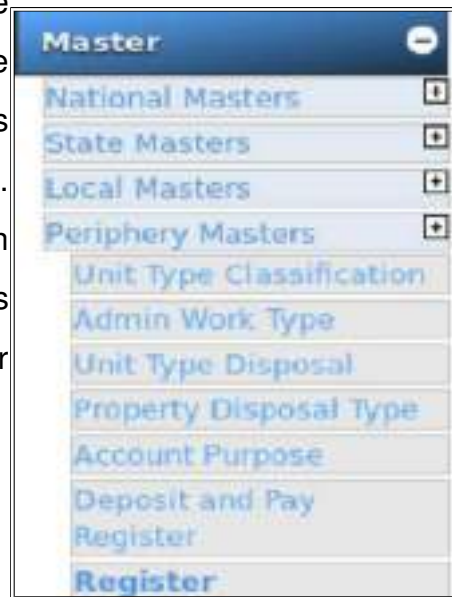 e
Master
e
National Masters
s
State Masters
.
Local Masters
n
Periphery Masters
Unit Type Classification
s
Admin Work Type
r
Unit Type Disposal
Property Disposal Type
Account Purpose
Deposit and Pay
Register
Register